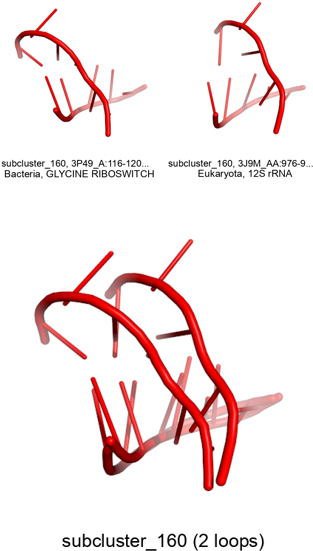 subcluster_160, 3P49_A:116-120...
Bacteria, GLYCINE RIBOSWITCH
subcluster_160, 3J9M_AA:976-9...
Eukaryota, 12S rRNA
subcluster_160 (2 loops)